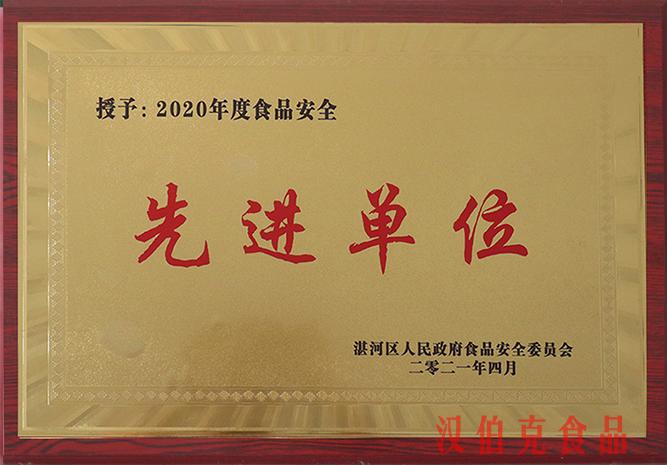 授予：2020年度食品安全
先进单位
湛河区人民政府食品安全委员会
二零二一年四月
汉伯克食品